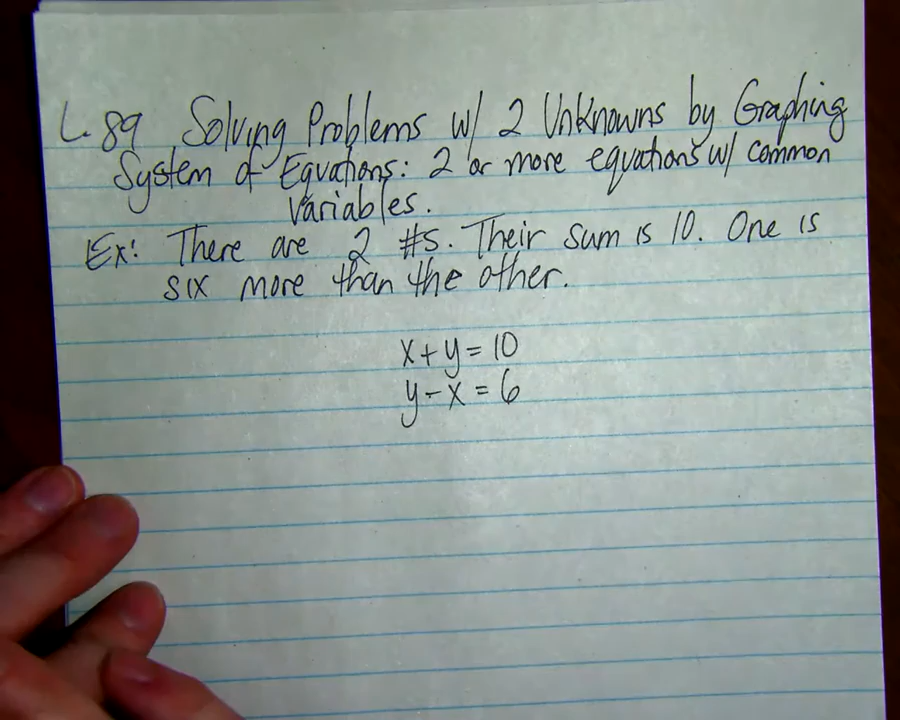 L. 89 Solving Problems w/ 2 Unknowns by Graphing
System of Equations: 2 or more equations w/ common
variables.
Ex: There are 2 #s. Their sum is 10. One is
six more than the other.
x + y = 10
y - x = 6